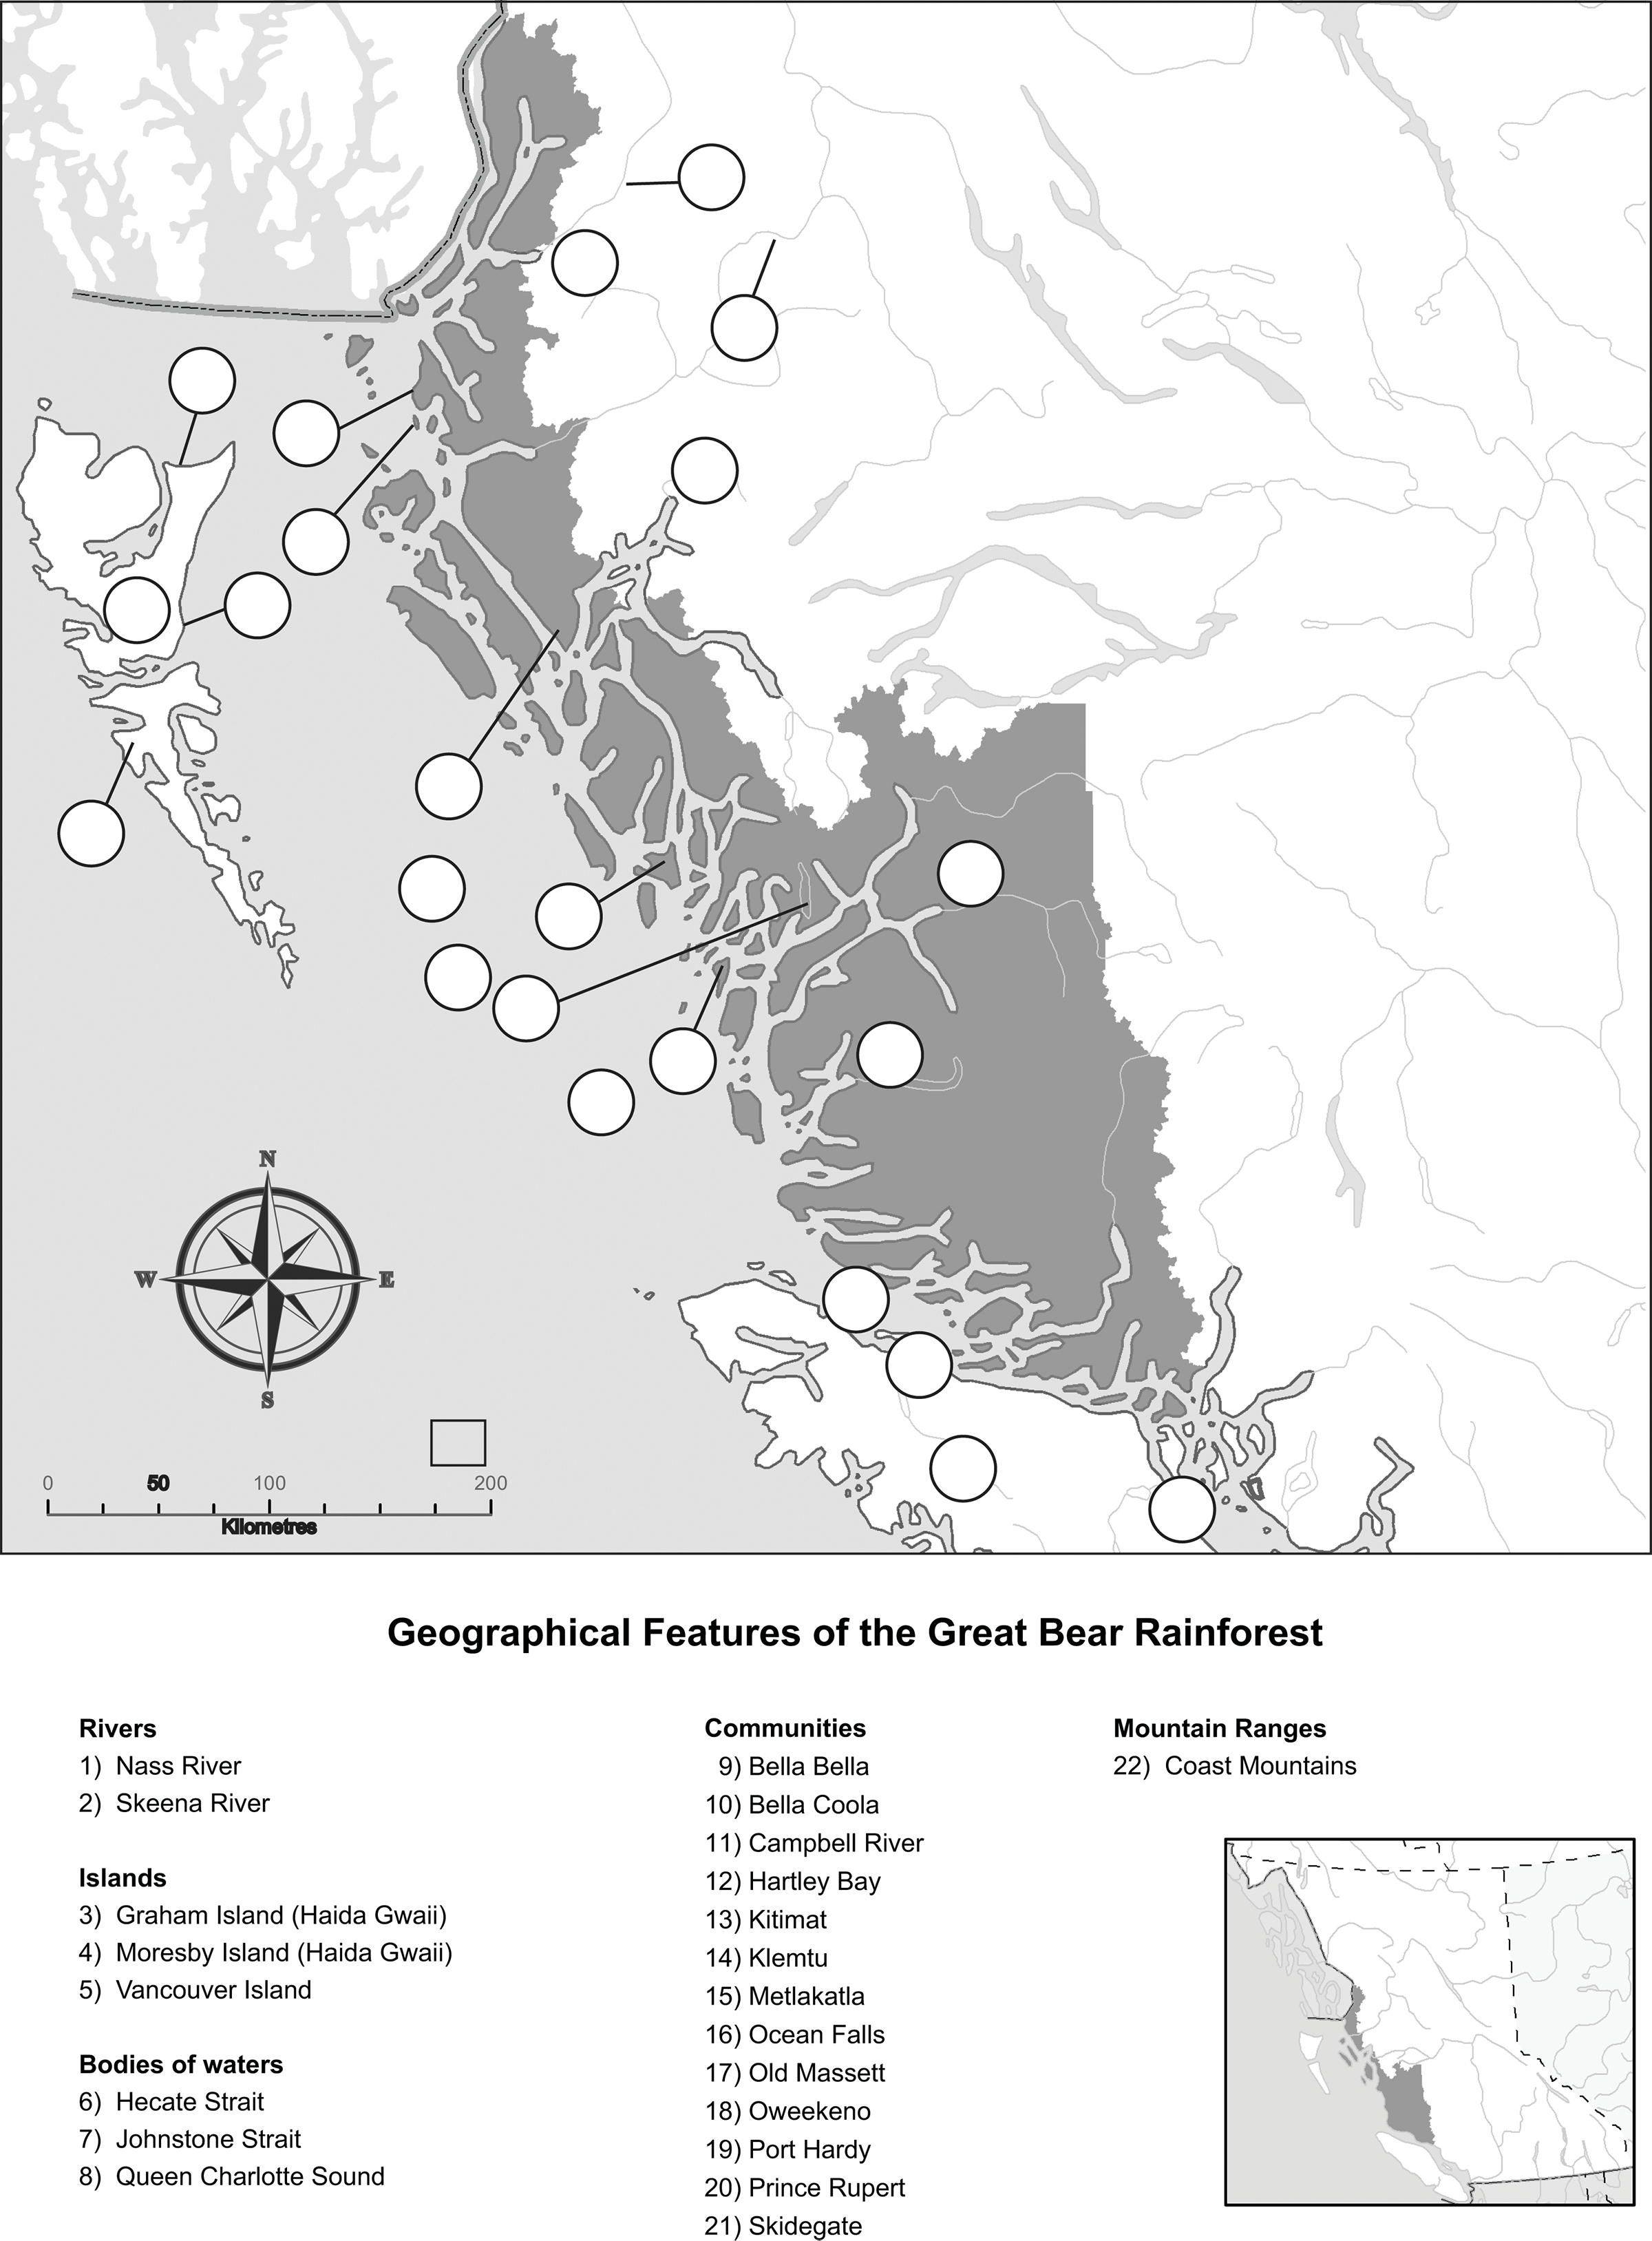 N
W
E
S
0
50
100
200
Kilometres
Geographical Features of the Great Bear Rainforest
Rivers
1) Nass River
2) Skeena River
Islands
3) Graham Island (Haida Gwaii)
4) Moresby Island (Haida Gwaii)
5) Vancouver Island
Bodies of waters
6) Hecate Strait
7) Johnstone Strait
8) Queen Charlotte Sound
Communities
9) Bella Bella
10) Bella Coola
11) Campbell River
12) Hartley Bay
13) Kitimat
14) Klemtu
15) Metlakatla
16) Ocean Falls
17) Old Massett
18) Oweekeno
19) Port Hardy
20) Prince Rupert
21) Skidegate
Mountain Ranges
22) Coast Mountains